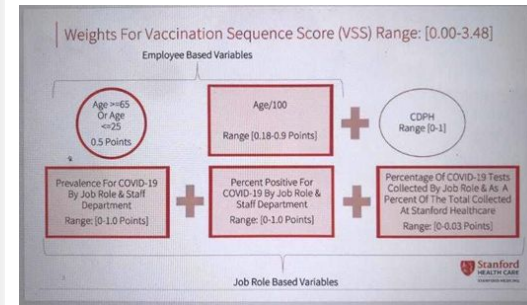 Weights For Vaccination Sequence Score (VSS) Range: [0.00-3.48]
Employee Based Variables
Age >=65
Or Age
<=25
0.5 Points
Age/100
Range [0.18-0.9 Points]
CDPH
Range [0-1]
Prevalence For COVID-19
By Job Role & Staff
Department
Range: [0-1.0 Points]
Percent Positive For
COVID-19 By Job Role &
Staff Department
Range: [0-1.0 Points]
Percentage Of COVID-19 Tests
Collected By Job Role & As A
Percent Of The Total Collected
At Stanford Healthcare
Range: [0-0.03 Points]
Job Role Based Variables
Stanford
HEALTH CARE
STANFORD MEDICINE